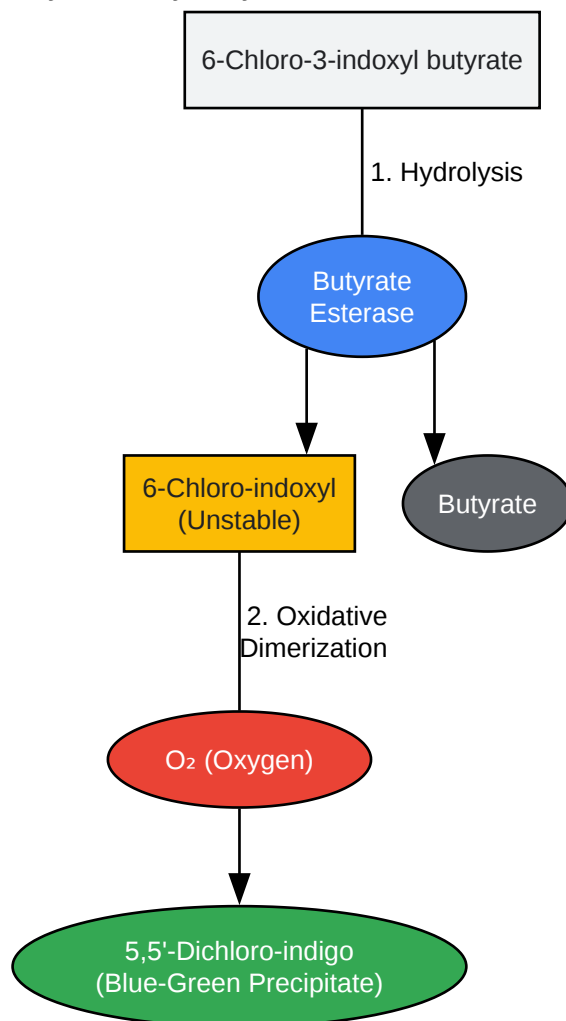 6-Chloro-3-indoxyl butyrate
1. Hydrolysis
Butyrate
Esterase
6-Chloro-indoxyl
(Unstable)
Butyrate
2. Oxidative
Dimerization
O₂ (Oxygen)
5,5'-Dichloro-indigo
(Blue-Green Precipitate)